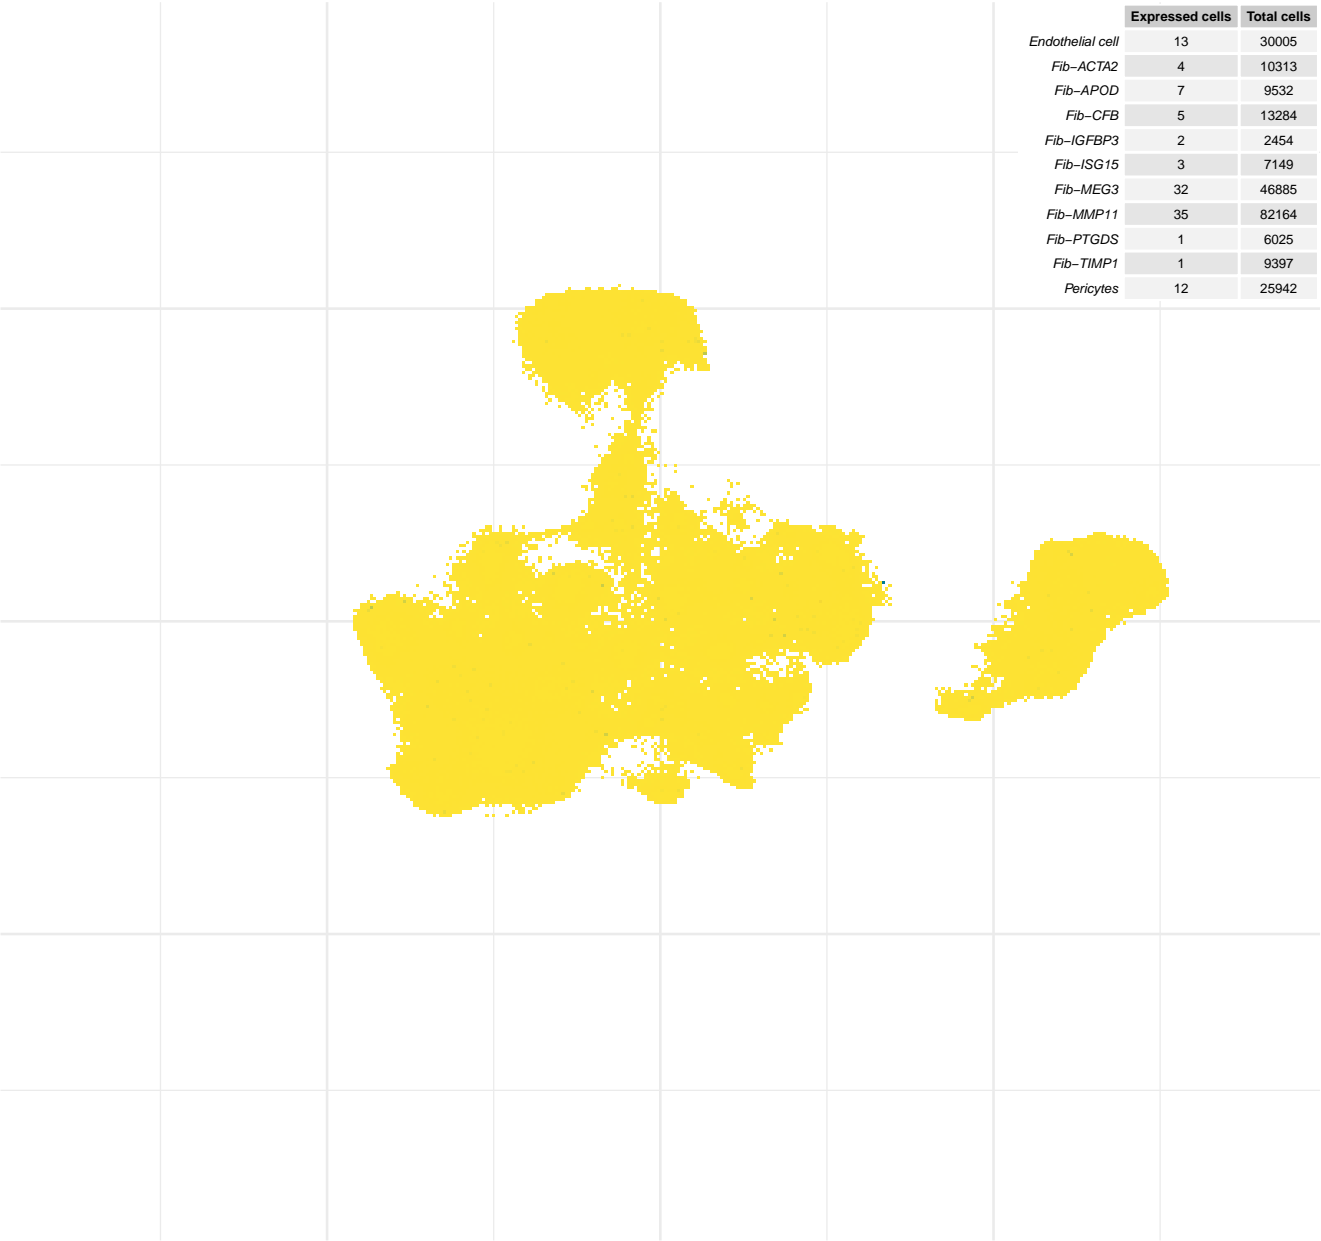 Expressed cells Total cells
Endothelial cell 13 30005
Fib−ACTA2 4 10313
Fib−APOD 7 9532
Fib−CFB 5 13284
Fib−IGFBP3 2 2454
Fib−ISG15 3 7149
Fib−MEG3 32 46885
Fib−MMP11 35 82164
Fib−PTGDS 1 6025
Fib−TIMP1 1 9397
Pericytes 12 25942